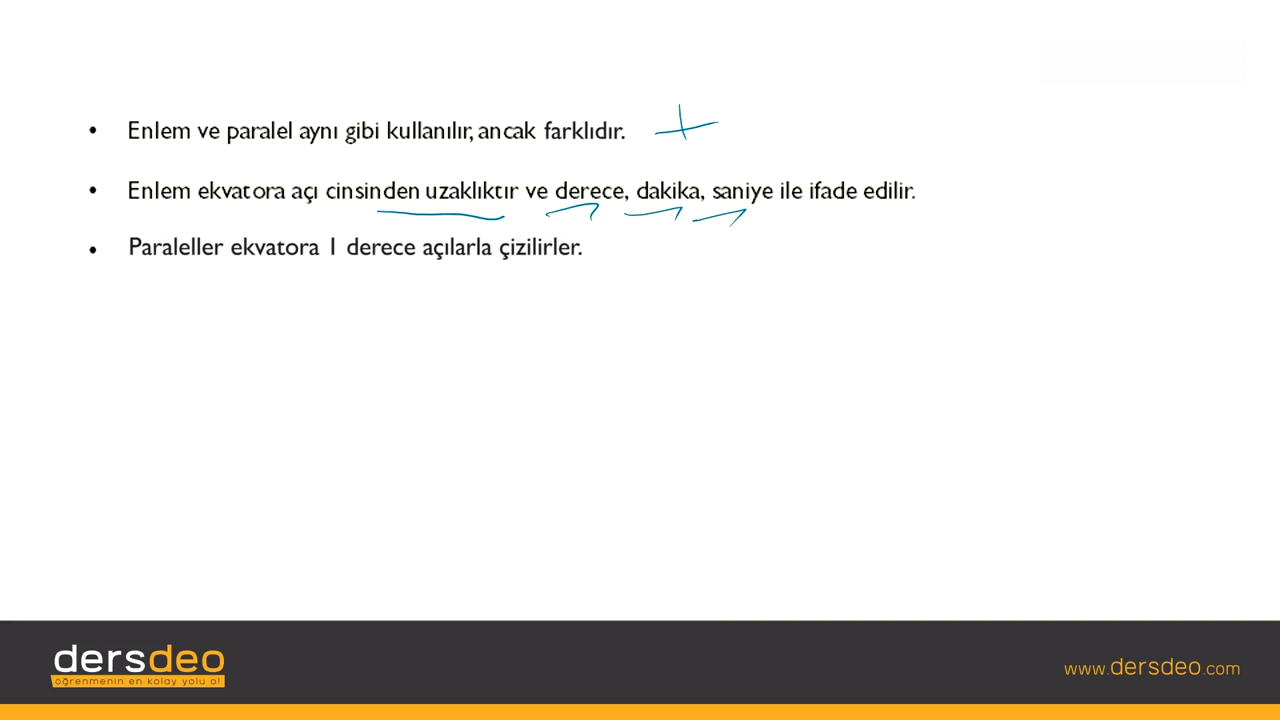 • Enlem ve paralel aynı gibi kullanılır, ancak farklıdır. +
• Enlem ekvatora açı cinsinden uzaklıktır ve derece, dakika, saniye ile ifade edilir.
• Paraleller ekvatora 1 derece açılarla çizilirler.
dersdeo
öğrenmenin en kolay yolu o!
www.dersdeo.com